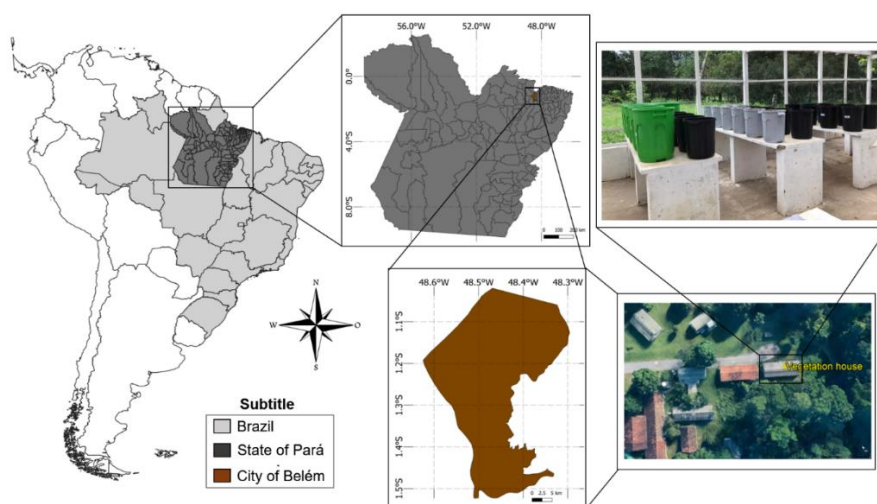 56.0°W 52.0°W 48.0°W
0.0°
4.0°S
8.0°S
0 100 200 km
48.6°W 48.5°W 48.4°W 48.3°W
1.1°S
1.2°S
1.3°S
1.4°S
1.5°S
0 2.5 5 km
N
W
O
S
Subtitle
Brazil
State of Pará
City of Belém
Vegetation house